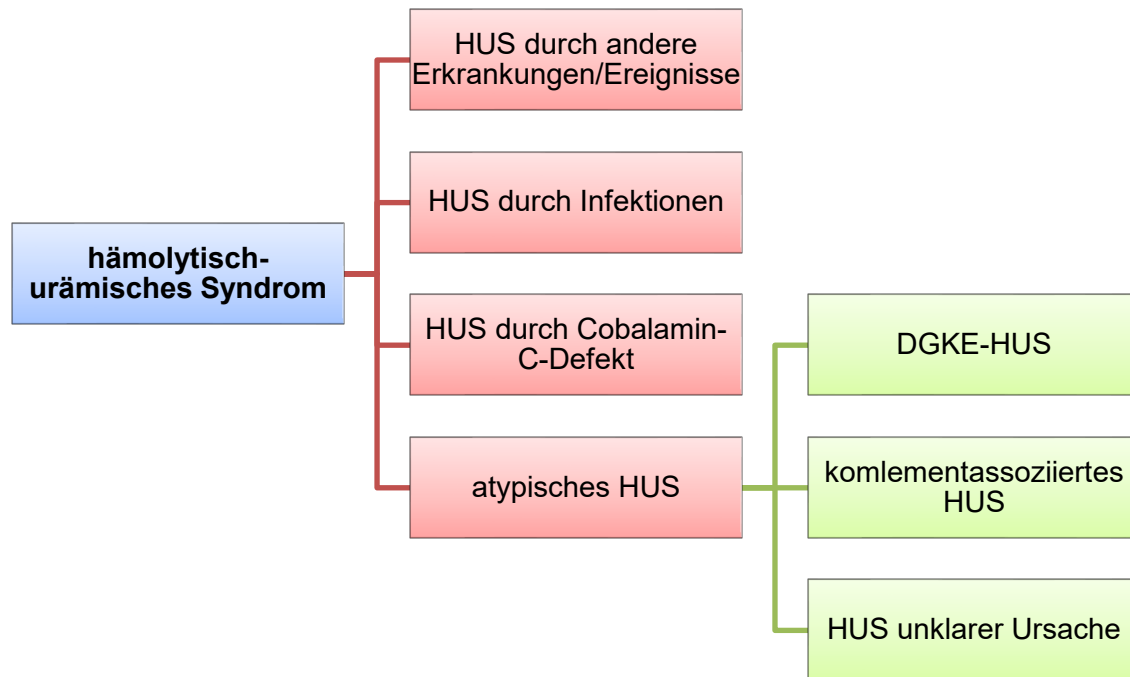 HUS durch andere
Erkrankungen/Ereignisse
HUS durch Infektionen
hämolytisch-
urämisches Syndrom
HUS durch Cobalamin-
C-Defekt
DGKE-HUS
atypisches HUS
komlementassoziiertes
HUS
HUS unklarer Ursache